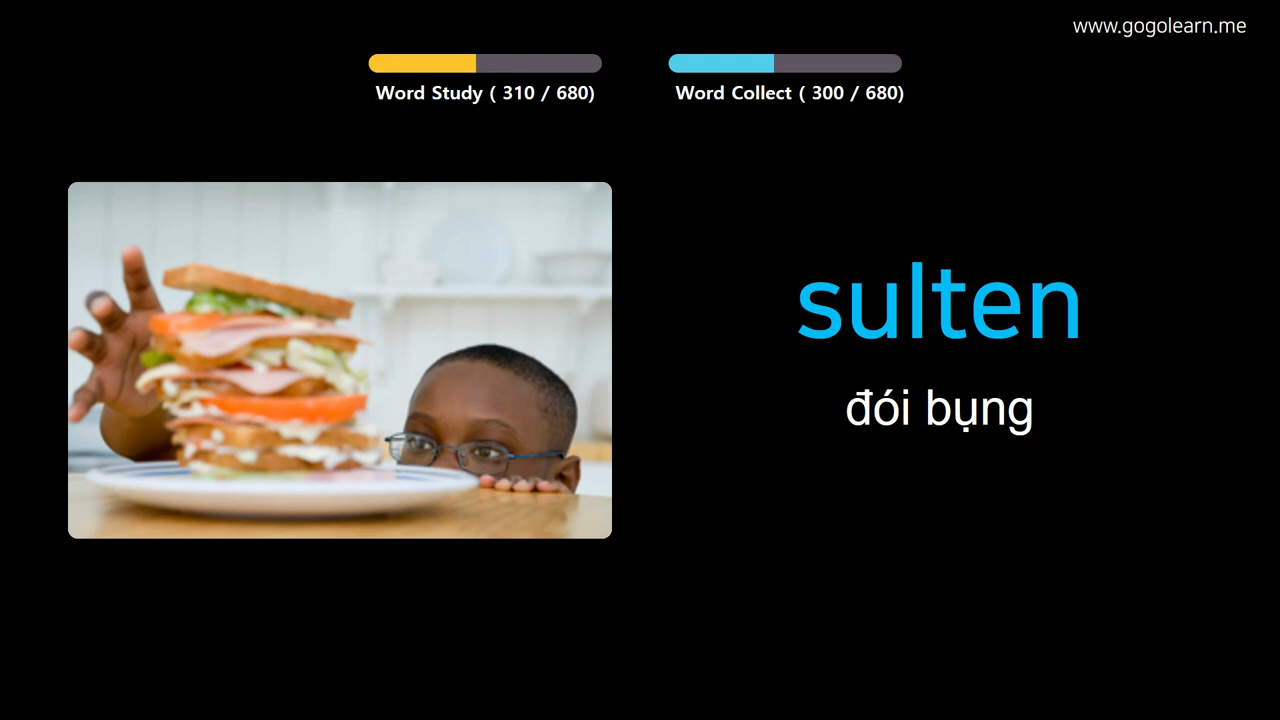 www.gogolearn.me
Word Study ( 310 / 680)
Word Collect ( 300 / 680)
sulten
đói bụng